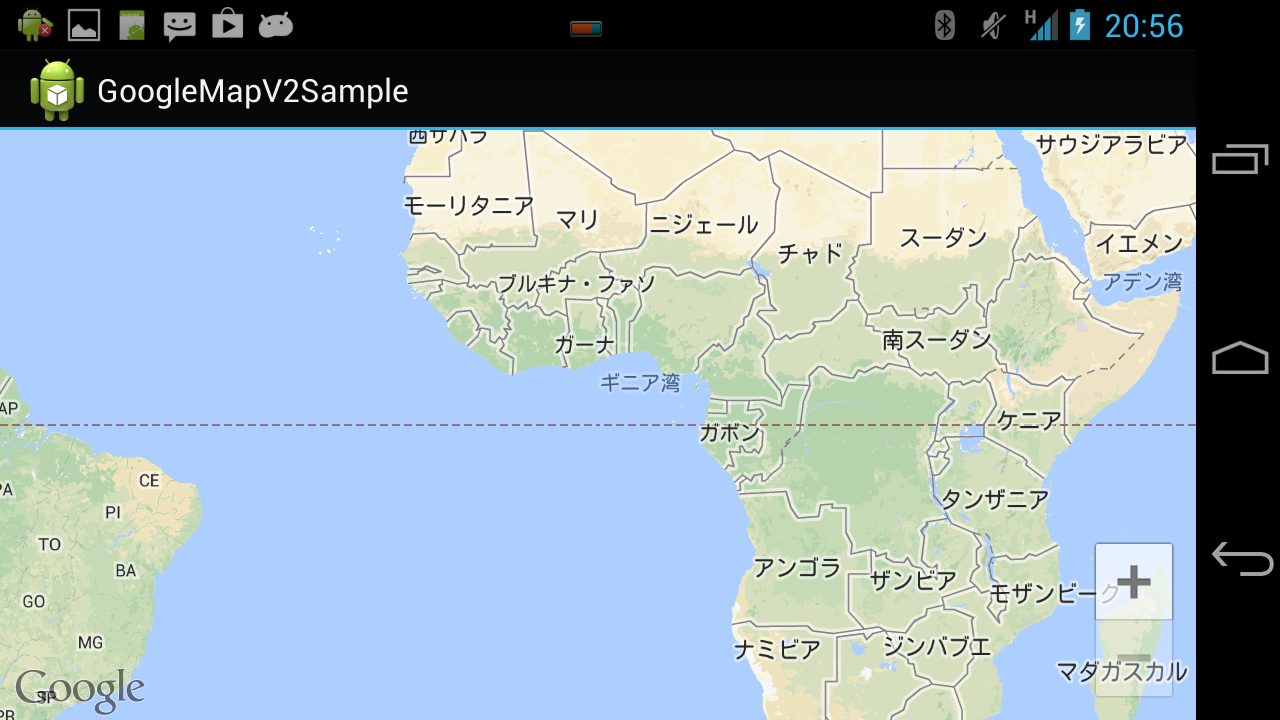 H
20:56
GoogleMapV2Sample
西サハラ
サウジアラビア
モーリタニア
マリ
ニジェール
チャド
スーダン
イエメン
アデン湾
ブルキナ・ファソ
ガーナ
南スーダン
ギニア湾
AP
ガボン
ケニア
CE
PA
タンザニア
PI
TO
BA
アンゴラ
ザンビア
モザンビーク
GO
MG
ナミビア
ジンバブエ
マダガスカル
SP
Google
PR